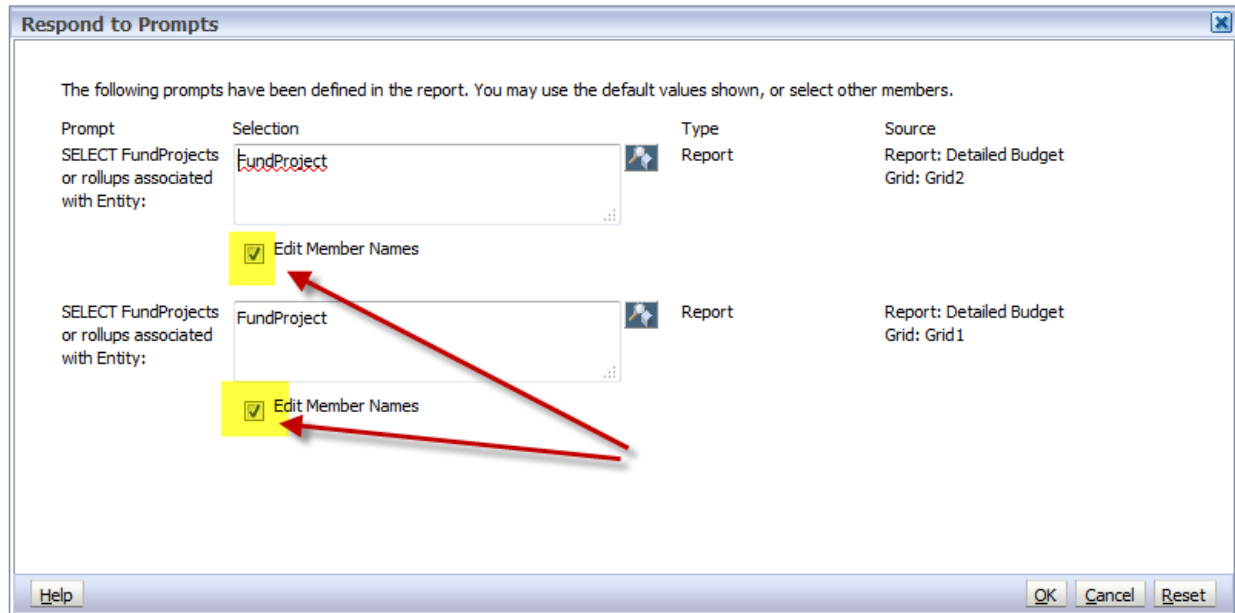 Respond to Prompts
The following prompts have been defined in the report. You may use the default values shown, or select other members.
Prompt Selection Type Source
SELECT FundProjects FundProject Report Report: Detailed Budget
or rollups associated Grid: Grid2
with Entity:
Edit Member Names
SELECT FundProjects FundProject Report Report: Detailed Budget
or rollups associated Grid: Grid1
with Entity:
Edit Member Names
Help OK Cancel Reset